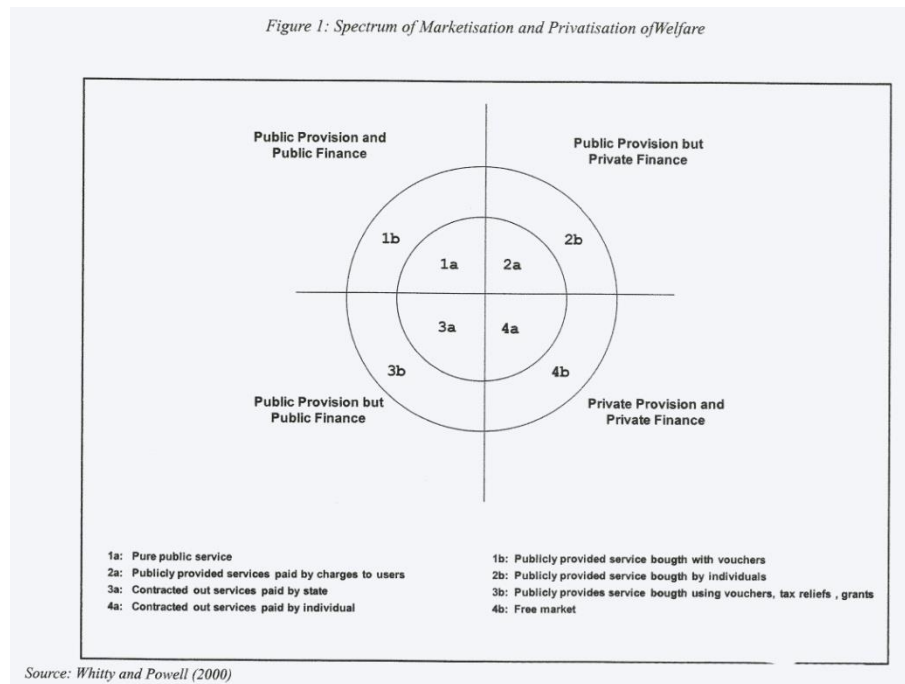 Figure 1: Spectrum of Marketisation and Privatisation ofWelfare
Public Provision and
Public Finance
Public Provision but
Private Finance
1b
2b
1a
2a
3a
4a
3b
4b
Public Provision but
Public Finance
Private Provision and
Private Finance
1a: Pure public service
2a: Publicly provided services paid by charges to users
3a: Contracted out services paid by state
4a: Contracted out services paid by individual
1b: Publicly provided service bougth with vouchers
2b: Publicly provided service bougth by individuals
3b: Publicly provides service bougth using vouchers, tax reliefs , grants
4b: Free market
Source: Whitty and Powell (2000)